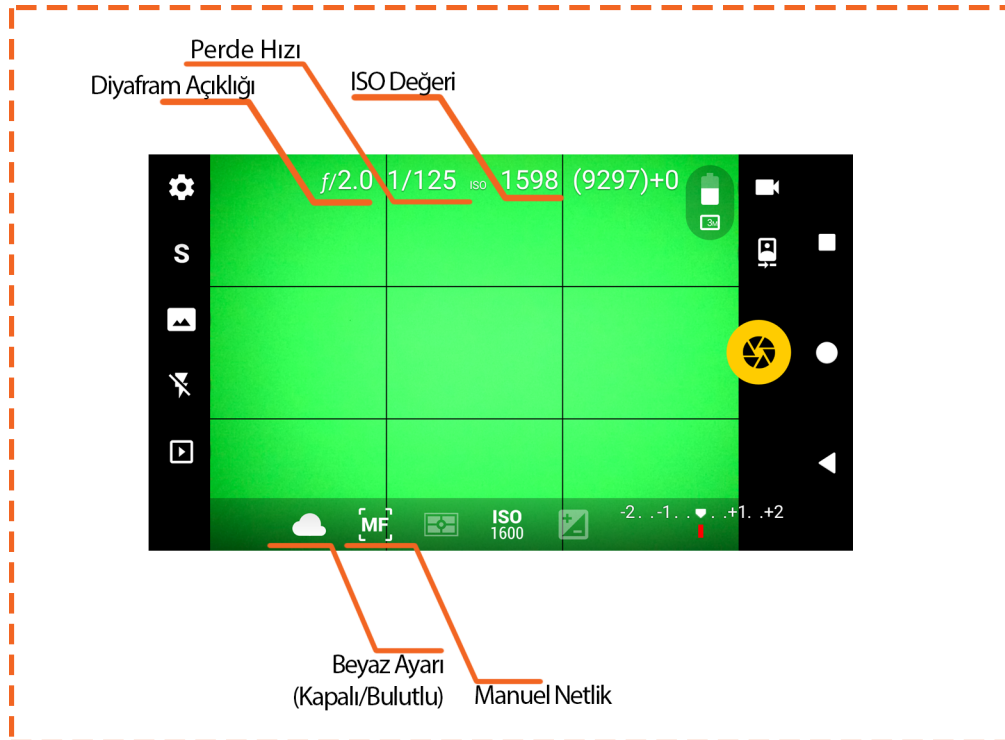 Perde Hızı
Diyafram Açıklığı
ISO Değeri
f/2.0 1/125 ISO 1598 (9297)+0
3M
S
MF
ISO
1600
-2. . -1. . . . +1. . +2
Beyaz Ayarı
(Kapalı/Bulutlu)
Manuel Netlik